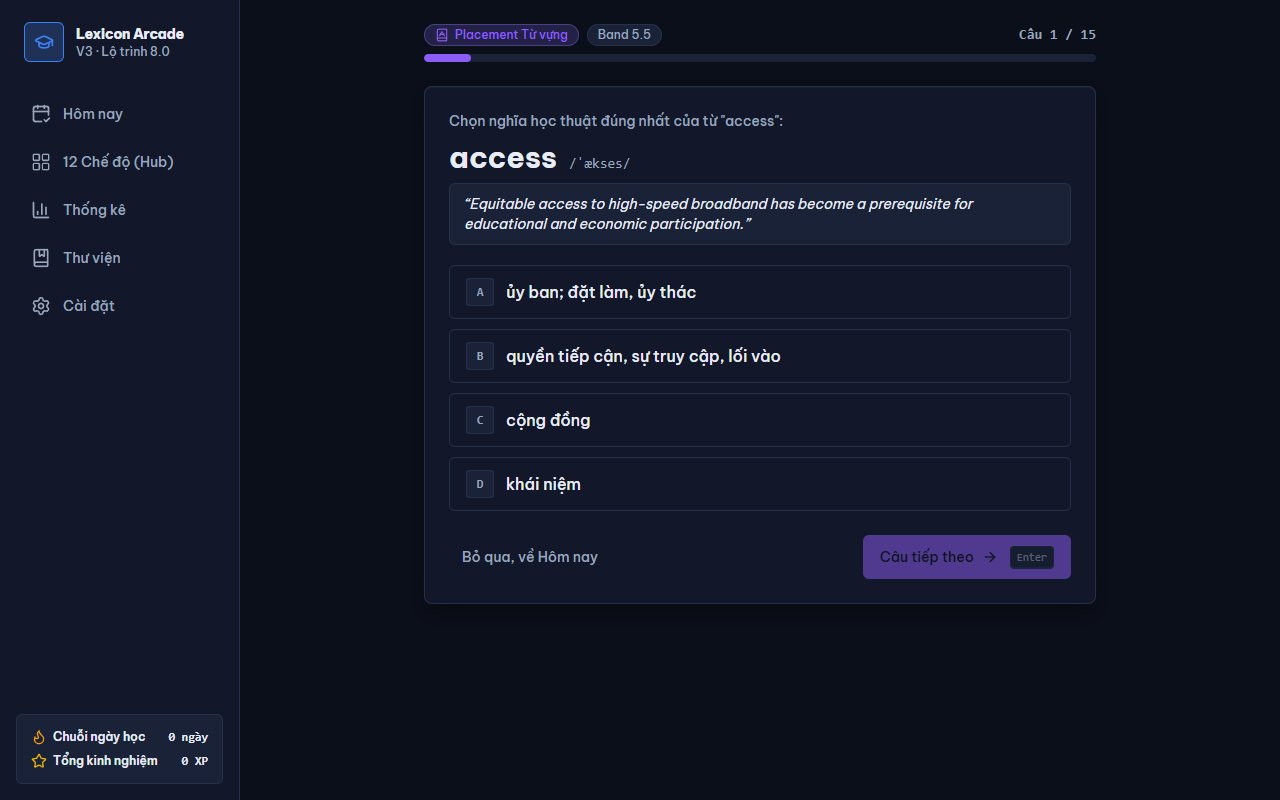 Lexicon Arcade
V3 · Lộ trình 8.0
Hôm nay
12 Chế độ (Hub)
Thống kê
Thư viện
Cài đặt
Chuỗi ngày học 0 ngày
Tổng kinh nghiệm 0 XP
Placement Từ vựng Band 5.5 Câu 1 / 15
Chọn nghĩa học thuật đúng nhất của từ "access":
access /ˈækses/
“Equitable access to high-speed broadband has become a prerequisite for
educational and economic participation.”
A ủy ban; đặt làm, ủy thác
B quyền tiếp cận, sự truy cập, lối vào
C cộng đồng
D khái niệm
Bỏ qua, về Hôm nay Câu tiếp theo → Enter